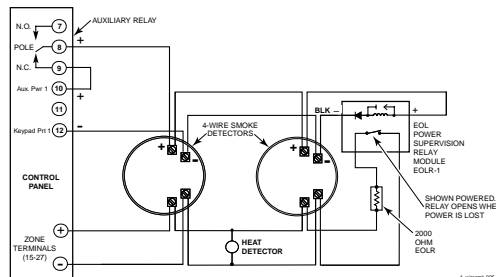 N.O.
7
AUXILIARY RELAY
+
POLE
8
N.C.
9
Aux. Pwr 1
10
+
11
-
Keypad Prt 1
12
CONTROL
PANEL
+
ZONE
TERMINALS
(15-27)
-
4-WIRE SMOKE
DETECTORS
+
-
+
-
HEAT
DETECTOR
BLK
-
+
EOL
POWER
SUPERVISION
RELAY
MODULE
EOLR-1
SHOWN POWERED.
RELAY OPENS WHE
POWER IS LOST
2000
OHM
EOLR